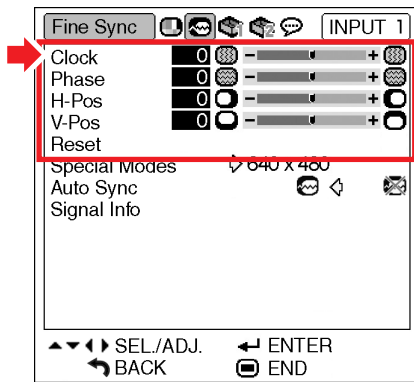 Fine Sync INPUT 1
Clock 0 - +
Phase 0 - +
H-Pos 0 - +
V-Pos 0 - +
Reset
Special Modes 640 x 480
Auto Sync
Signal Info
SEL./ADJ. ENTER
BACK END